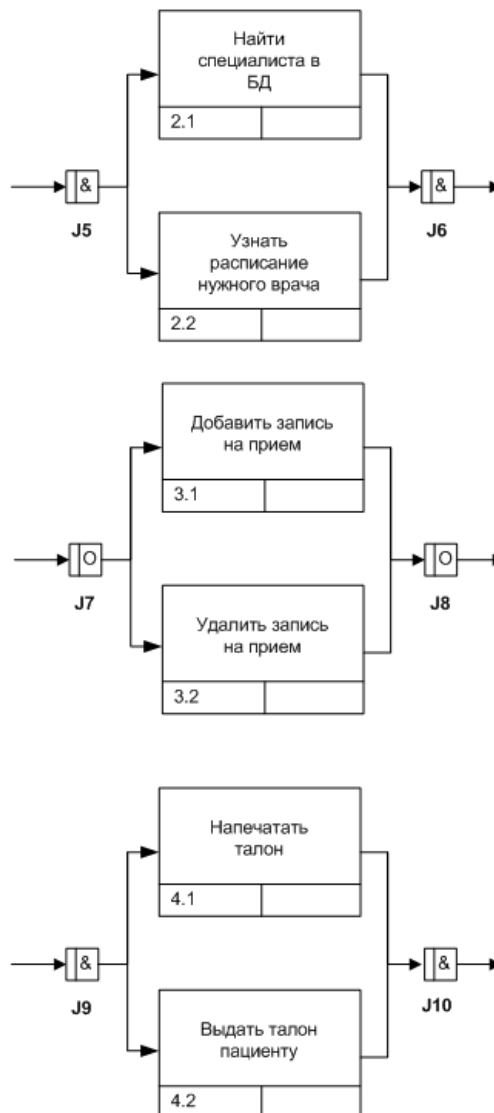 Найти
специалиста в
БД
2.1
&
&
J5
J6
Узнать
расписание
нужного врача
2.2
Добавить запись
на прием
3.1
O
O
J7
J8
Удалить запись
на прием
3.2
Напечатать
талон
4.1
&
&
J9
J10
Выдать талон
пациенту
4.2